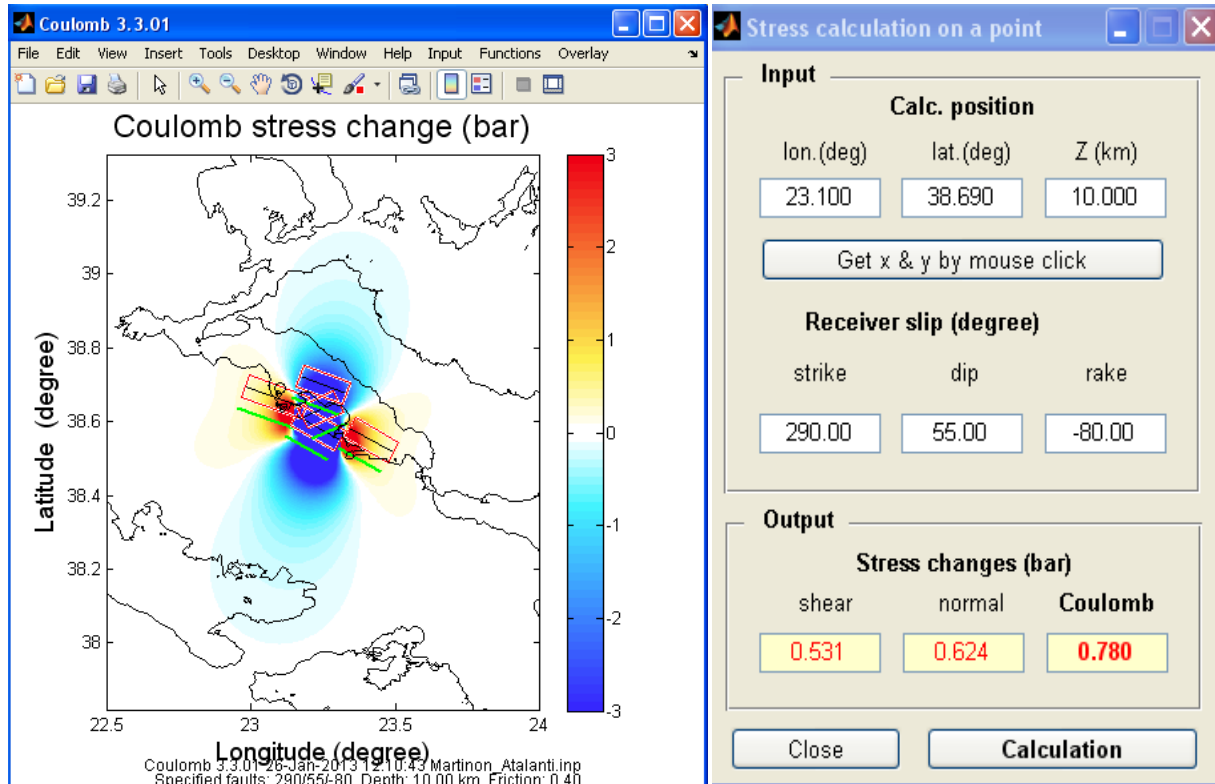 Coulomb 3.3.01
File Edit View Insert Tools Desktop Window Help Input Functions Overlay
Coulomb stress change (bar)
39.2
39
38.8
38.6
38.4
38.2
38
Latitude (degree)
22.5 23 23.5 24
Longitude (degree)
3
2
1
0
-1
-2
-3
Coulomb 3.3.01 26-Jan-2013 12:10:43 Martinon_Atalanti.inp
Specified faults: 290/55/-80, Depth: 10.00 km, Friction: 0.40
Stress calculation on a point
Input
Calc. position
lon.(deg) lat.(deg) Z (km)
23.100 38.690 10.000
Get x & y by mouse click
Receiver slip (degree)
strike dip rake
290.00 55.00 -80.00
Output
Stress changes (bar)
shear normal Coulomb
0.531 0.624 0.780
Close Calculation